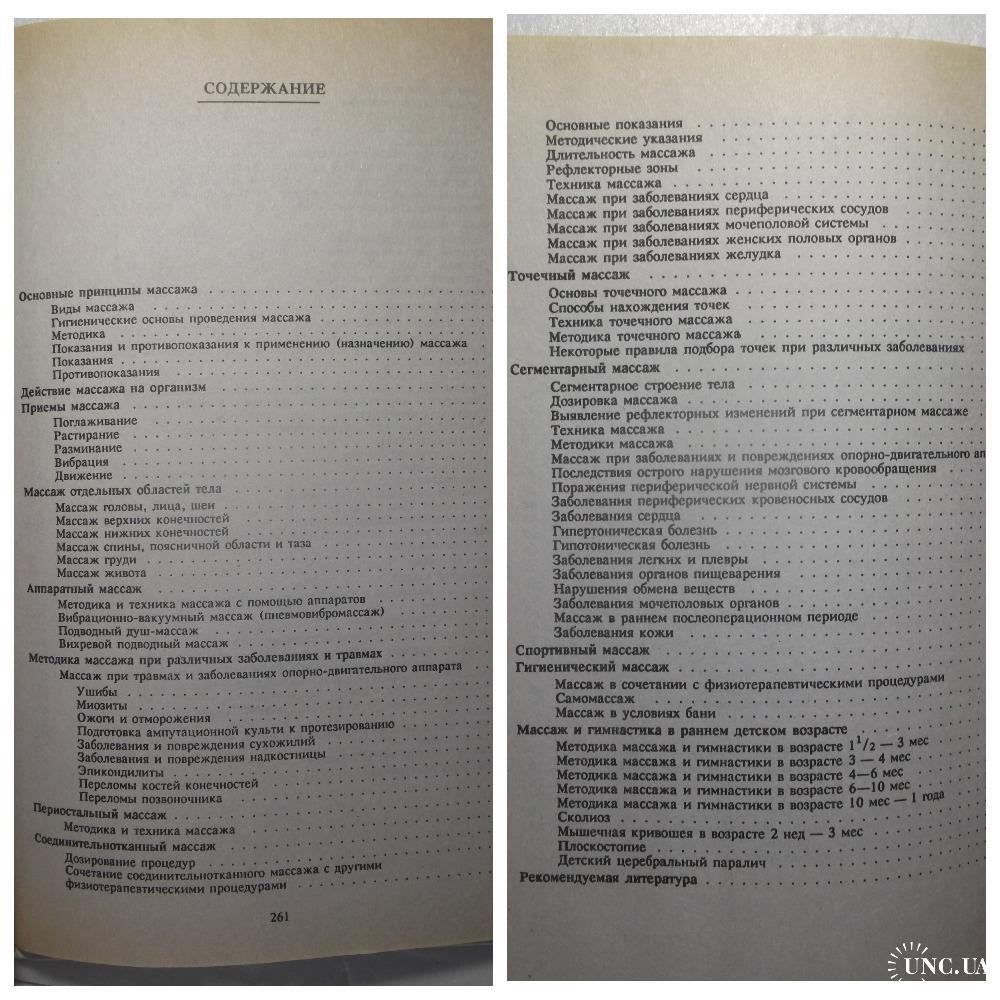 СОДЕРЖАНИЕ
Основные принципы массажа
Виды массажа
Гигиенические основы проведения массажа
Методика
Показания и противопоказания к применению (назначению) массажа
Показания
Противопоказания
Действие массажа на организм
Приемы массажа
Поглаживание
Растирание
Разминание
Вибрация
Движение
Массаж отдельных областей тела
Массаж головы, лица, шеи
Массаж верхних конечностей
Массаж нижних конечностей
Массаж спины, поясничной области и таза
Массаж груди
Массаж живота
Аппаратный массаж
Методика и техника массажа с помощью аппаратов
Вибрационно-вакуумный массаж (пневмовибромассаж)
Подводный душ-массаж
Вихревой подводный массаж
Методика массажа при различных заболеваниях и травмах
Массаж при травмах и заболеваниях опорно-двигательного аппарата
Ушибы
Миозиты
Ожоги и отморожения
Подготовка ампутационной культи к протезированию
Заболевания и повреждения сухожилий
Заболевания и повреждения надкостницы
Эпикондилиты
Переломы костей конечностей
Переломы позвоночника
Периостальный массаж
Методика и техника массажа
Соединительнотканный массаж
Дозирование процедур
Сочетание соединительнотканного массажа с другими
физиотерапевтическими процедурами
261
Основные показания
Методические указания
Длительность массажа
Рефлекторные зоны
Техника массажа
Массаж при заболеваниях сердца
Массаж при заболеваниях периферических сосудов
Массаж при заболеваниях мочеполовой системы
Массаж при заболеваниях женских половых органов
Массаж при заболеваниях желудка
Точечный массаж
Основы точечного массажа
Способы нахождения точек
Техника точечного массажа
Методика точечного массажа
Некоторые правила подбора точек при различных заболеваниях
Сегментарный массаж
Сегментарное строение тела
Дозировка массажа
Выявление рефлекторных изменений при сегментарном массаже
Техника массажа
Методики массажа
Массаж при заболеваниях и повреждениях опорно-двигательного ап
Последствия острого нарушения мозгового кровообращения
Поражения периферической нервной системы
Заболевания периферических кровеносных сосудов
Заболевания сердца
Гипертоническая болезнь
Гипотоническая болезнь
Заболевания легких и плевры
Заболевания органов пищеварения
Нарушения обмена веществ
Заболевания мочеполовых органов
Массаж в раннем послеоперационном периоде
Заболевания кожи
Спортивный массаж
Гигиенический массаж
Массаж в сочетании с физиотерапевтическими процедурами
Самомассаж
Массаж в условиях бани
Массаж и гимнастика в раннем детском возрасте
Методика массажа и гимнастики в возрасте 1 1/2 — 3 мес
Методика массажа и гимнастики в возрасте 3 — 4 мес
Методика массажа и гимнастики в возрасте 4—6 мес
Методика массажа и гимнастики в возрасте 6—10 мес
Методика массажа и гимнастики в возрасте 10 мес — 1 года
Сколиоз
Мышечная кривошея в возрасте 2 нед — 3 мес
Плоскостопие
Детский церебральный паралич
Рекомендуемая литература
UNC.UA